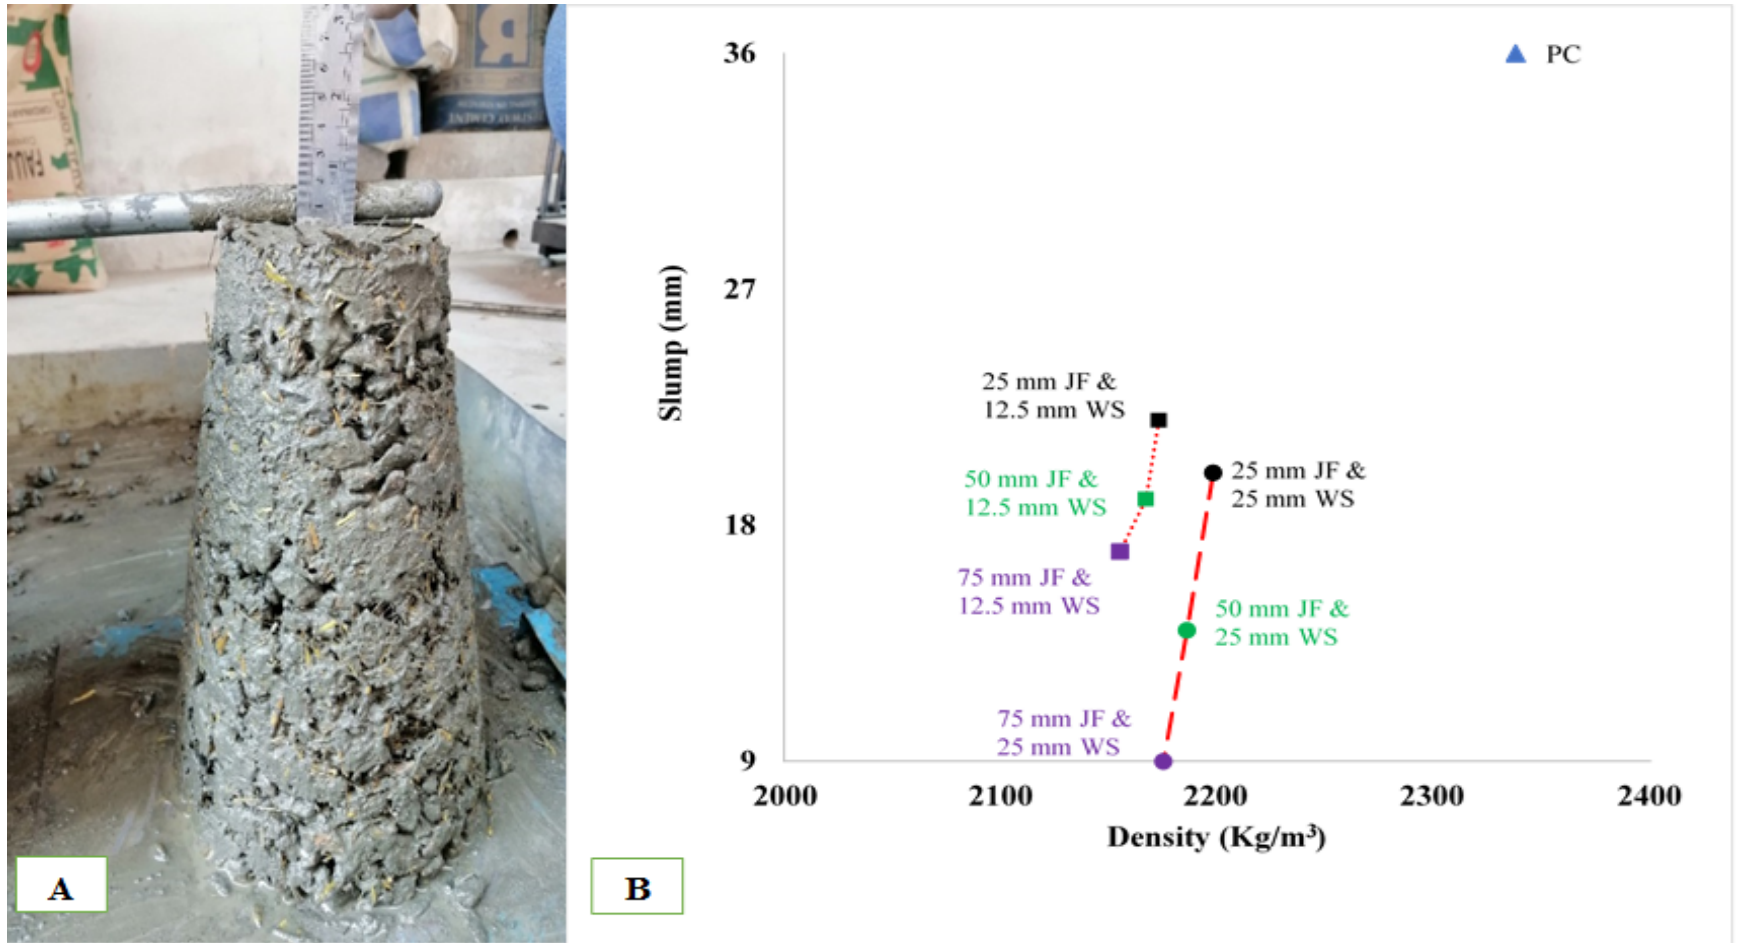 FAUJ
A
36
27
18
9
Slump (mm)
PC
25 mm JF &
12.5 mm WS
50 mm JF &
12.5 mm WS
75 mm JF &
12.5 mm WS
25 mm JF &
25 mm WS
50 mm JF &
25 mm WS
75 mm JF &
25 mm WS
2000
2100
2200
2300
2400
Density (Kg/m³)
B